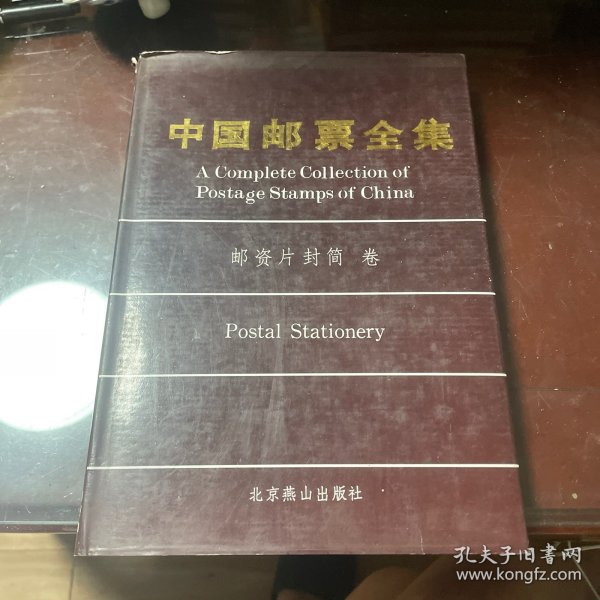 中国邮票全集
A Complete Collection of
Postage Stamps of China
邮资片封简 卷
Postal Stationery
北京燕山出版社
孔夫子旧书网
www.kongfz.com